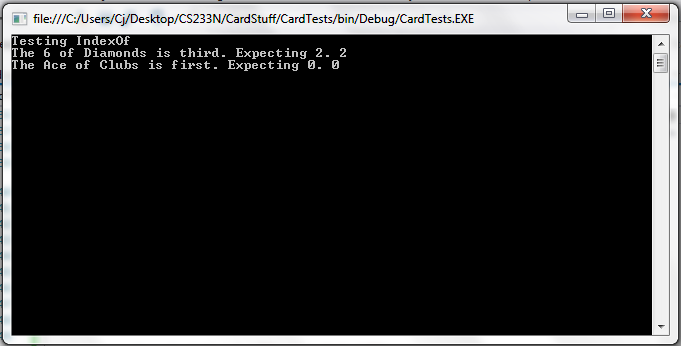 file:///C:/Users/Cj/Desktop/CS233N/CardStuff/CardTests/bin/Debug/CardTests.EXE
Testing IndexOf
The 6 of Diamonds is third. Expecting 2. 2
The Ace of Clubs is first. Expecting 0. 0